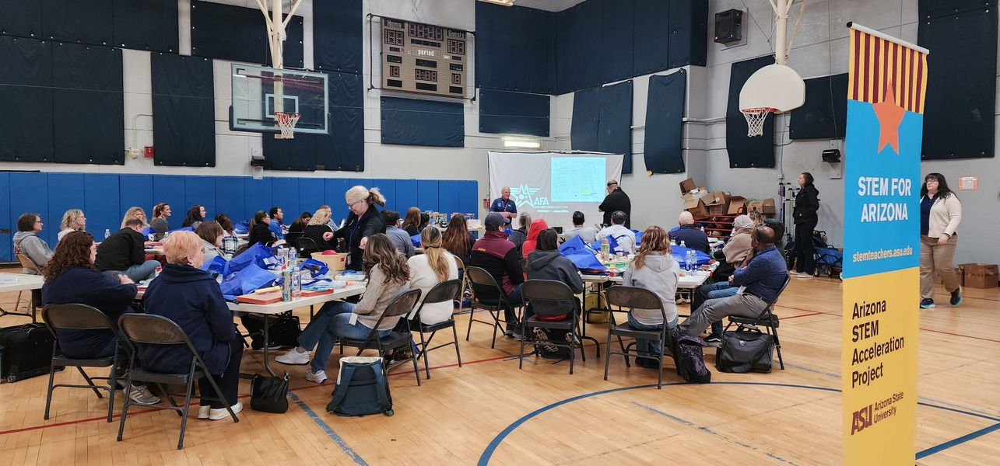 Home
Guests
period
AFA
STEM FOR
ARIZONA
stemteachers.asu.edu
Arizona
STEM
Acceleration
Project
ASU Arizona State
University